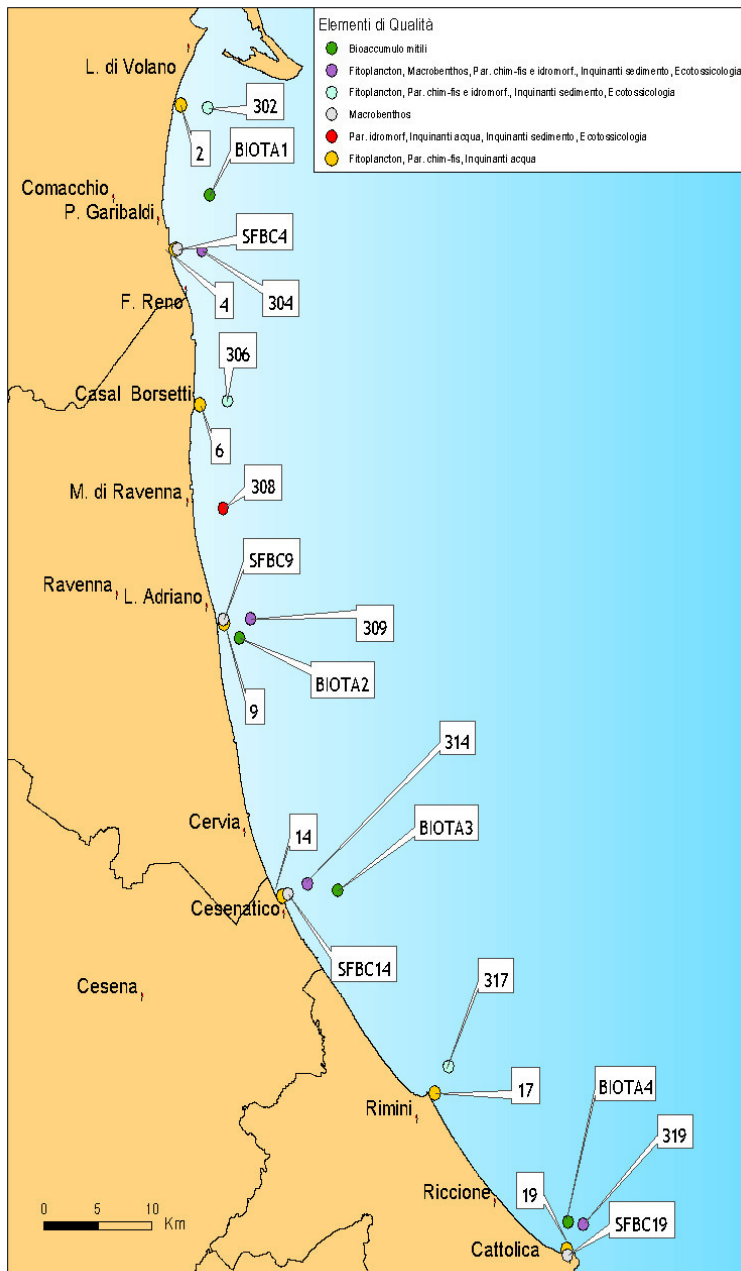 Elementi di Qualità
Bioaccumulo mitili
Fitoplancton, Macrobenthos, Par. chim-fis e idromorf., Inquinanti sedimento, Ecotossicologia
Fitoplancton, Par. chim-fis e idromorf., Inquinanti sedimento, Ecotossicologia
Macrobenthos
Par. idromorf, Inquinanti acqua, Inquinanti sedimento, Ecotossicologia
Fitoplancton, Par. chim-fis, Inquinanti acqua
L. di Volano
302
2
BIOTA1
Comacchio
P. Garibaldi
SFBC4
4
304
F. Reno
306
Casal Borsetti
6
308
M. di Ravenna
SFBC9
Ravenna
L. Adriano
309
BIOTA2
9
314
Cervia
14
BIOTA3
Cesenatico
SFBC14
Cesena
317
17
BIOTA4
Rimini
319
Riccione
19
SFBC19
Cattolica
0 5 10
Km